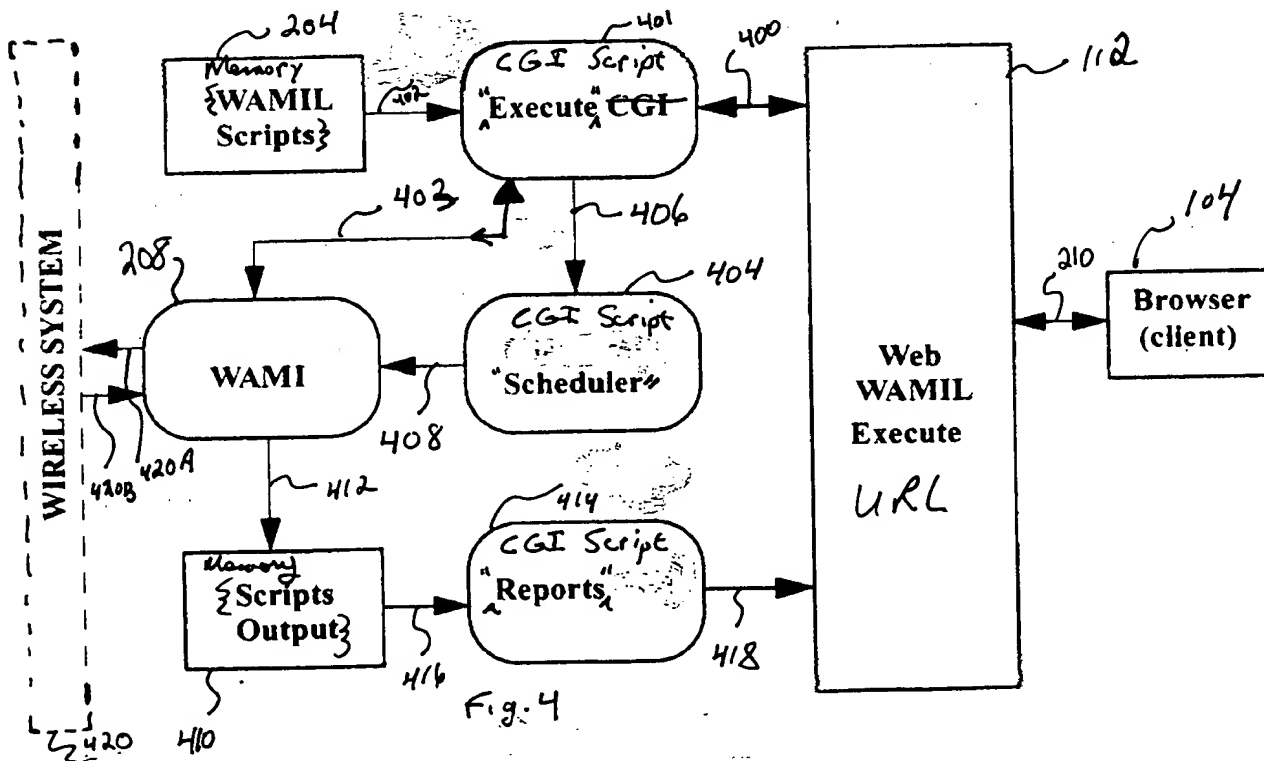 204
Memory
{WAMIL
Scripts}
402
401
CGI Script
"Execute" CGI
400
112
403
406
208
404
210
104
Browser
(client)
WIRELESS SYSTEM
WAMI
CGI Script
"Scheduler"
408
Web
WAMIL
Execute
URL
420B
420A
412
414
Memory
{Scripts
Output}
CGI Script
"Reports"
416
418
420
410
Fig. 4